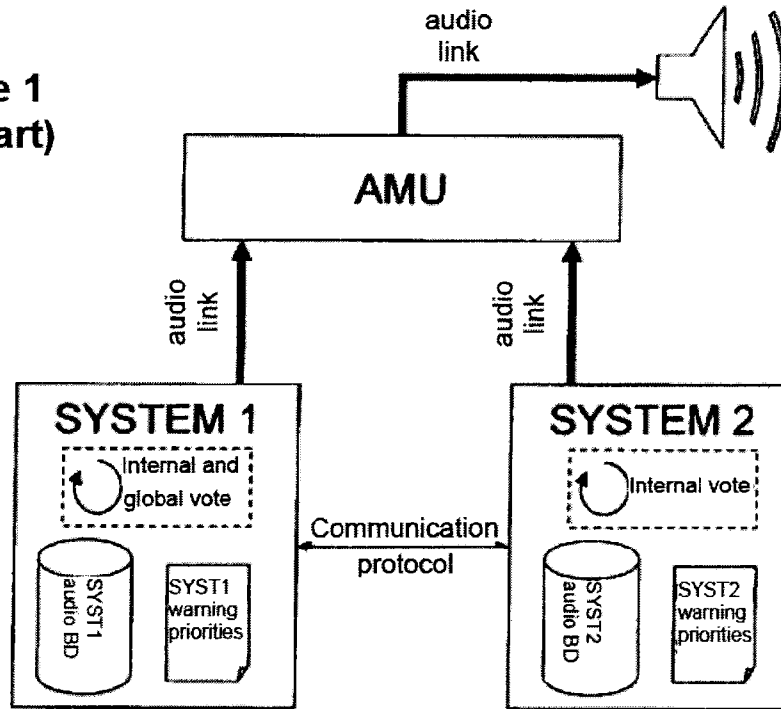 audio
link
e 1
art)
AMU
audio
link
audio
link
SYSTEM 1
Internal and
global vote
SYST1
audio BD
SYST1
warning
priorities
Communication
protocol
SYSTEM 2
Internal vote
SYST2
audio BD
SYST2
warning
priorities